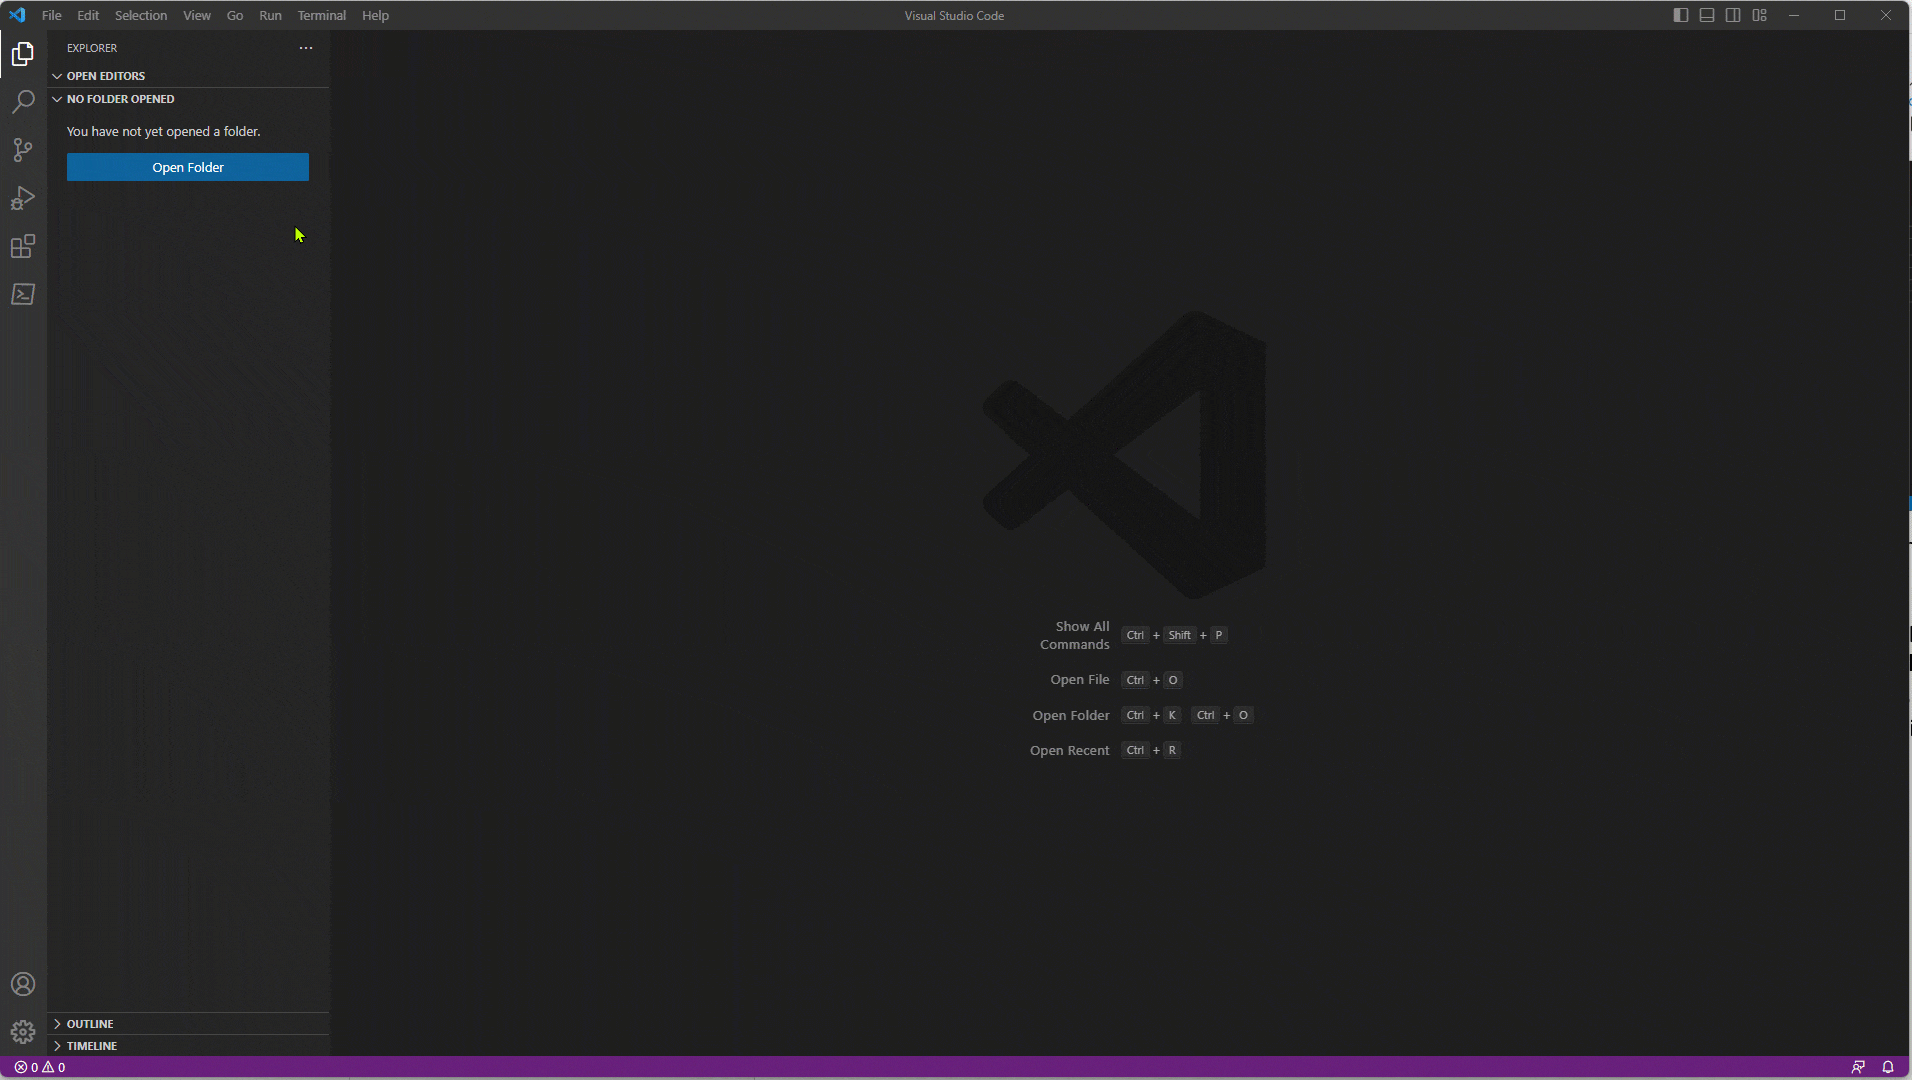 File Edit Selection View Go Run Terminal Help
Visual Studio Code
EXPLORER
OPEN EDITORS
NO FOLDER OPENED
You have not yet opened a folder.
Open Folder
Show All Commands Ctrl + Shift + P
Open File Ctrl + O
Open Folder Ctrl + K Ctrl + O
Open Recent Ctrl + R
OUTLINE
TIMELINE
0 0